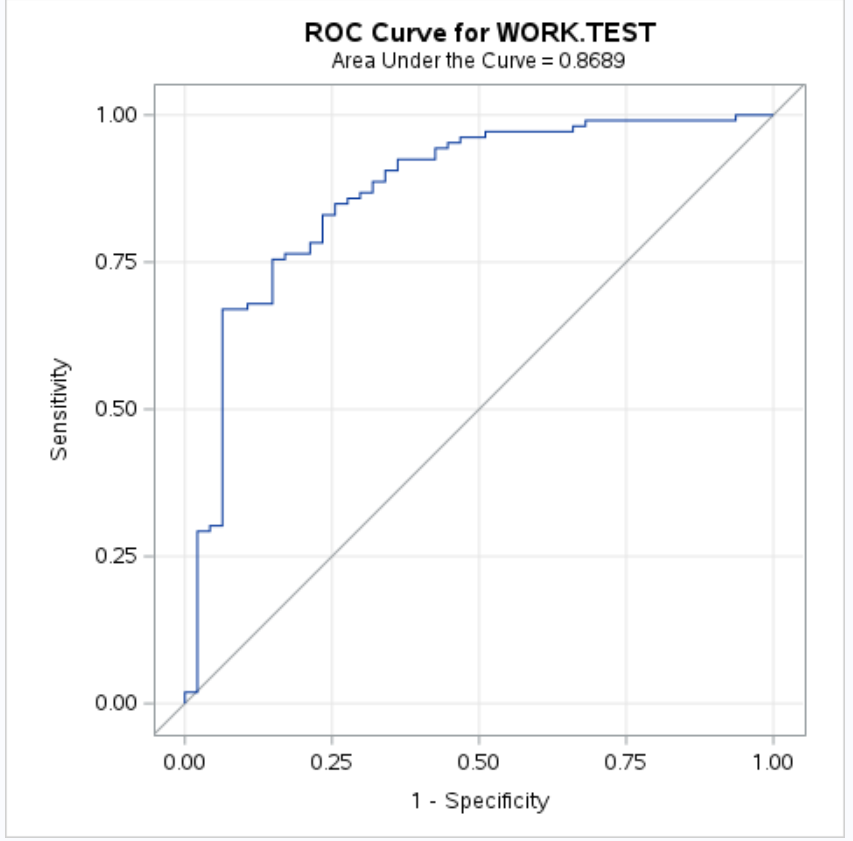 ROC Curve for WORK.TEST
Area Under the Curve = 0.8689
1.00
0.75
0.50
0.25
0.00
Sensitivity
0.00 0.25 0.50 0.75 1.00
1 - Specificity